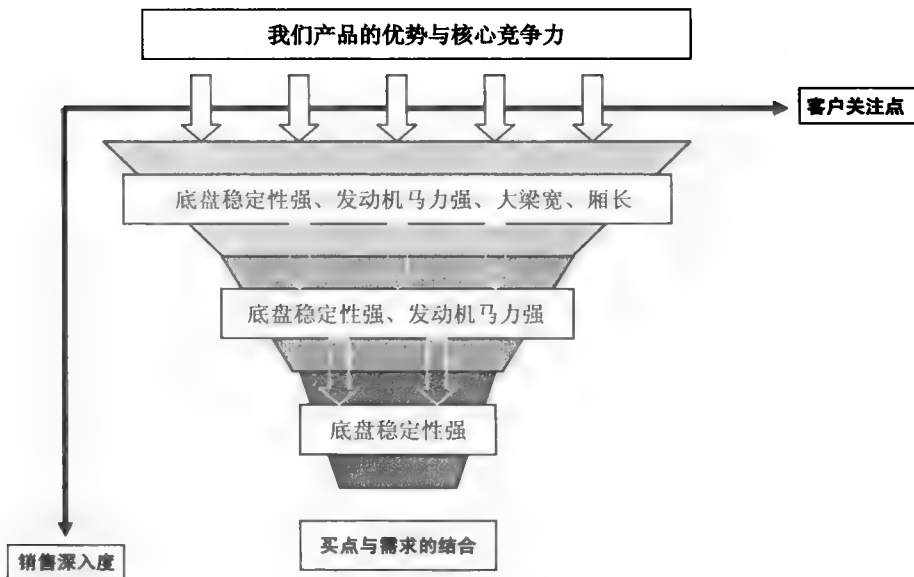 我们产品的优势与核心竞争力
客户关注点
底盘稳定性强、发动机马力强、大梁宽、厢长
底盘稳定性强、发动机马力强
底盘稳定性强
买点与需求的结合
销售深入度